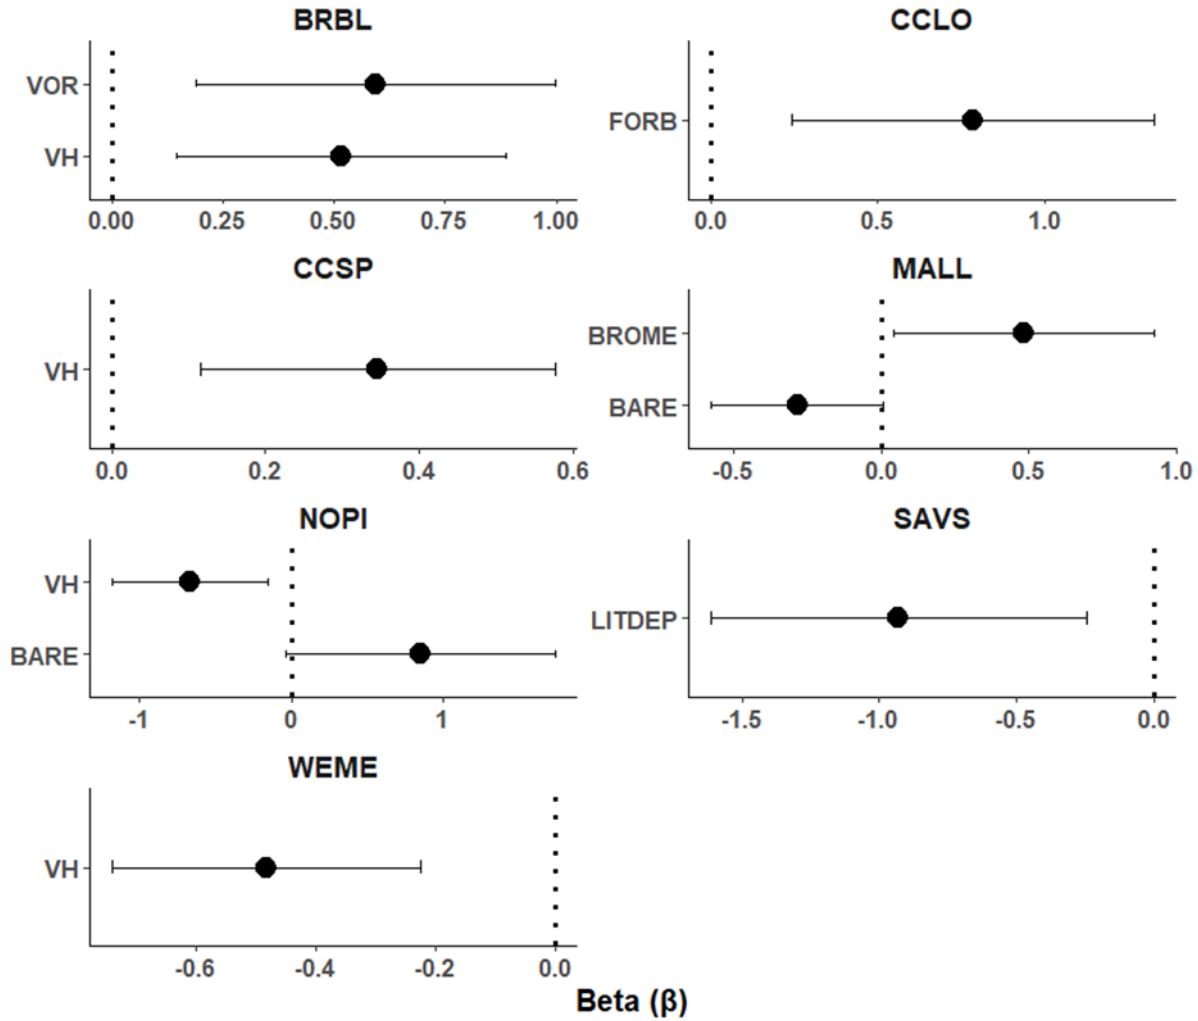 BRBL
VOR
VH
0.00 0.25 0.50 0.75 1.00
CCLO
FORB
0.0 0.5 1.0
CCSP
VH
0.0 0.2 0.4 0.6
MALL
BROME
BARE
-0.5 0.0 0.5 1.0
NOPI
VH
BARE
-1 0 1
SAVS
LITDEP
-1.5 -1.0 -0.5 0.0
WEME
VH
-0.6 -0.4 -0.2 0.0
Beta (β)